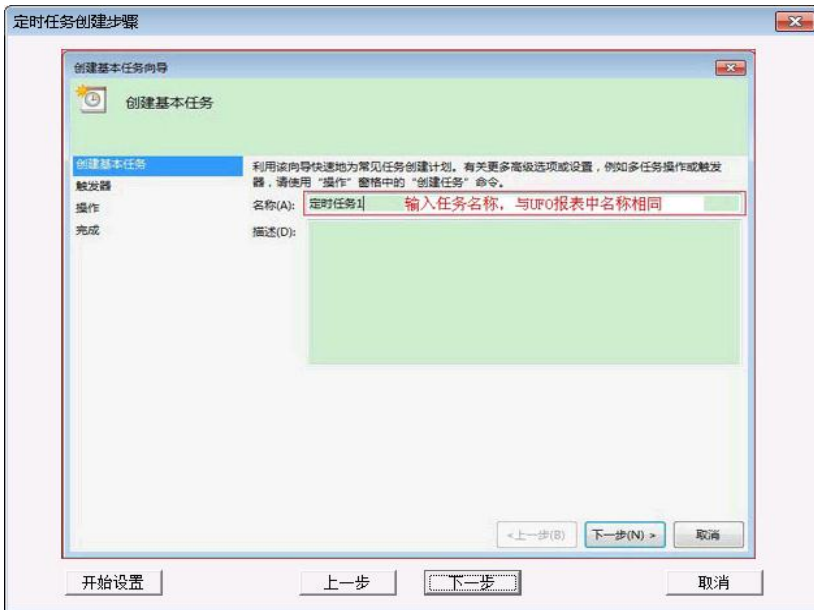 定时任务创建步骤
创建基本任务向导
创建基本任务
创建基本任务
触发器
操作
完成
利用该向导快速地为常见任务创建计划。有关更多高级选项或设置，例如多任务操作或触发
器，请使用“操作”窗格中的“创建任务”命令。
名称(A): 定时任务1 输入任务名称，与UFO报表中名称相同
描述(D):
<上一步(B) 下一步(N) > 取消
开始设置 上一步 下一步 取消